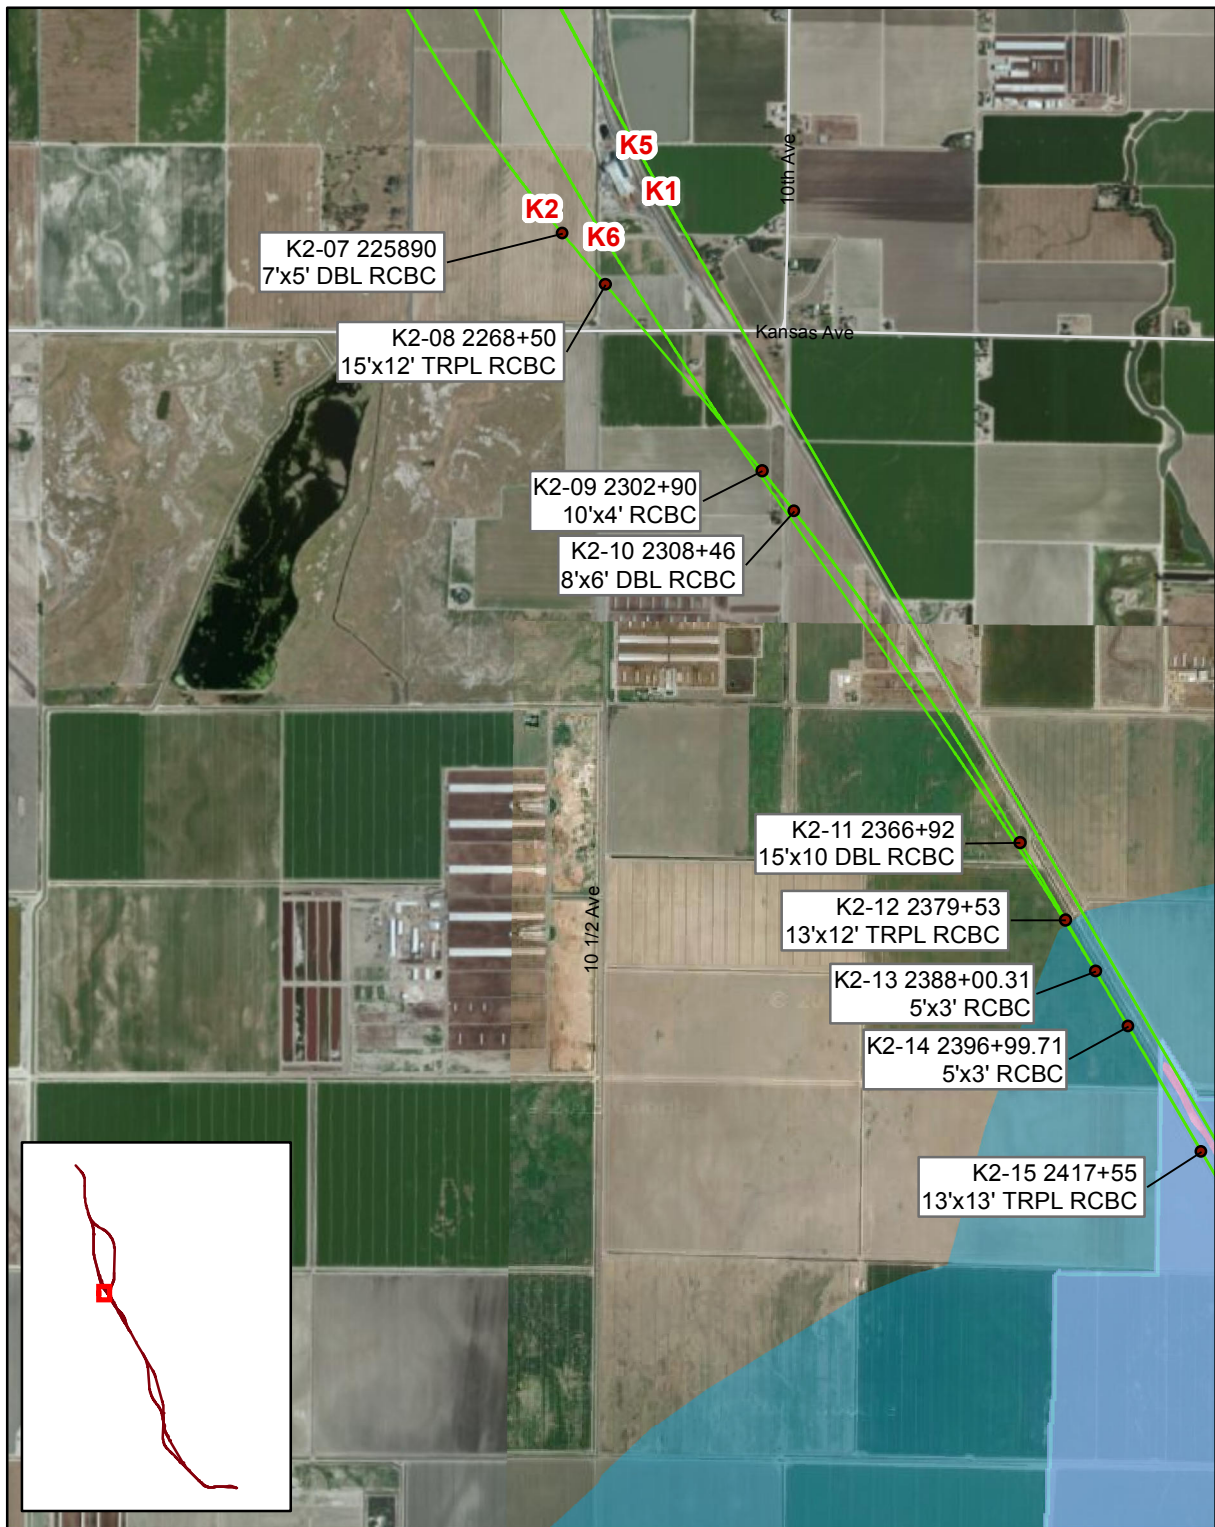 K5
10th Ave
K1
K2
K6
K2-07 225890
7'x5' DBL RCBC
K2-08 2268+50
15'x12' TRPL RCBC
Kansas Ave
K2-09 2302+90
10'x4' RCBC
K2-10 2308+46
8'x6' DBL RCBC
K2-11 2366+92
15'x10 DBL RCBC
10 1/2 Ave
K2-12 2379+53
13'x12' TRPL RCBC
K2-13 2388+00.31
5'x3' RCBC
K2-14 2396+99.71
5'x3' RCBC
K2-15 2417+55
13'x13' TRPL RCBC